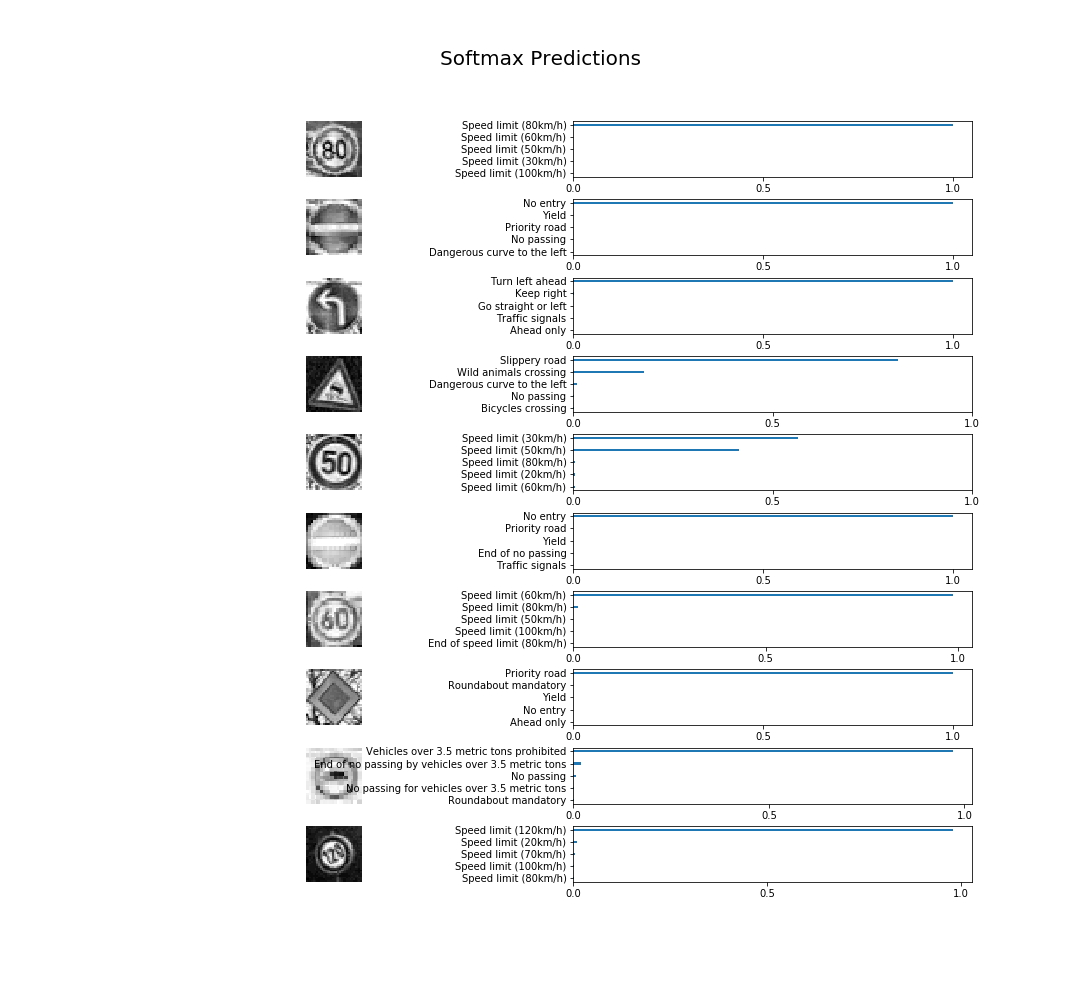 Softmax Predictions
80
Speed limit (80km/h)
Speed limit (60km/h)
Speed limit (50km/h)
Speed limit (30km/h)
Speed limit (100km/h)
0.0 0.5 1.0
No entry
Yield
Priority road
No passing
Dangerous curve to the left
0.0 0.5 1.0
Turn left ahead
Keep right
Go straight or left
Traffic signals
Ahead only
0.0 0.5 1.0
Slippery road
Wild animals crossing
Dangerous curve to the left
No passing
Bicycles crossing
0.0 0.5 1.0
50
Speed limit (30km/h)
Speed limit (50km/h)
Speed limit (80km/h)
Speed limit (20km/h)
Speed limit (60km/h)
0.0 0.5 1.0
No entry
Priority road
Yield
End of no passing
Traffic signals
0.0 0.5 1.0
60
Speed limit (60km/h)
Speed limit (80km/h)
Speed limit (50km/h)
Speed limit (100km/h)
End of speed limit (80km/h)
0.0 0.5 1.0
Priority road
Roundabout mandatory
Yield
No entry
Ahead only
0.0 0.5 1.0
Vehicles over 3.5 metric tons prohibited
End of no passing by vehicles over 3.5 metric tons
No passing
No passing for vehicles over 3.5 metric tons
Roundabout mandatory
0.0 0.5 1.0
120
Speed limit (120km/h)
Speed limit (20km/h)
Speed limit (70km/h)
Speed limit (100km/h)
Speed limit (80km/h)
0.0 0.5 1.0